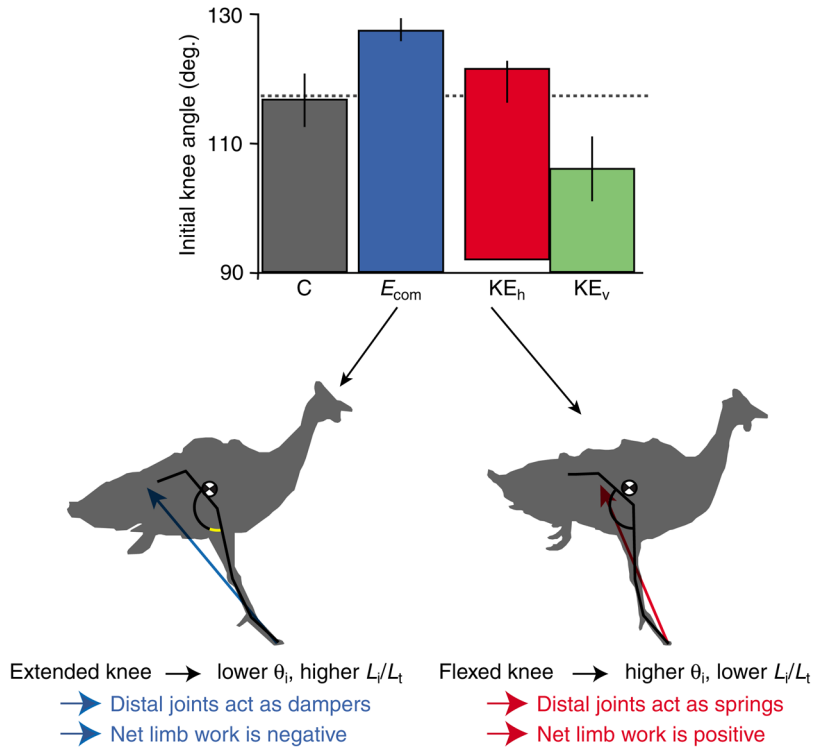 130
110
90
Initial knee angle (deg.)
C
Ecom
KEh
KEv
Extended knee → lower θi, higher Li/Lt
Distal joints act as dampers
Net limb work is negative
Flexed knee → higher θi, lower Li/Lt
Distal joints act as springs
Net limb work is positive